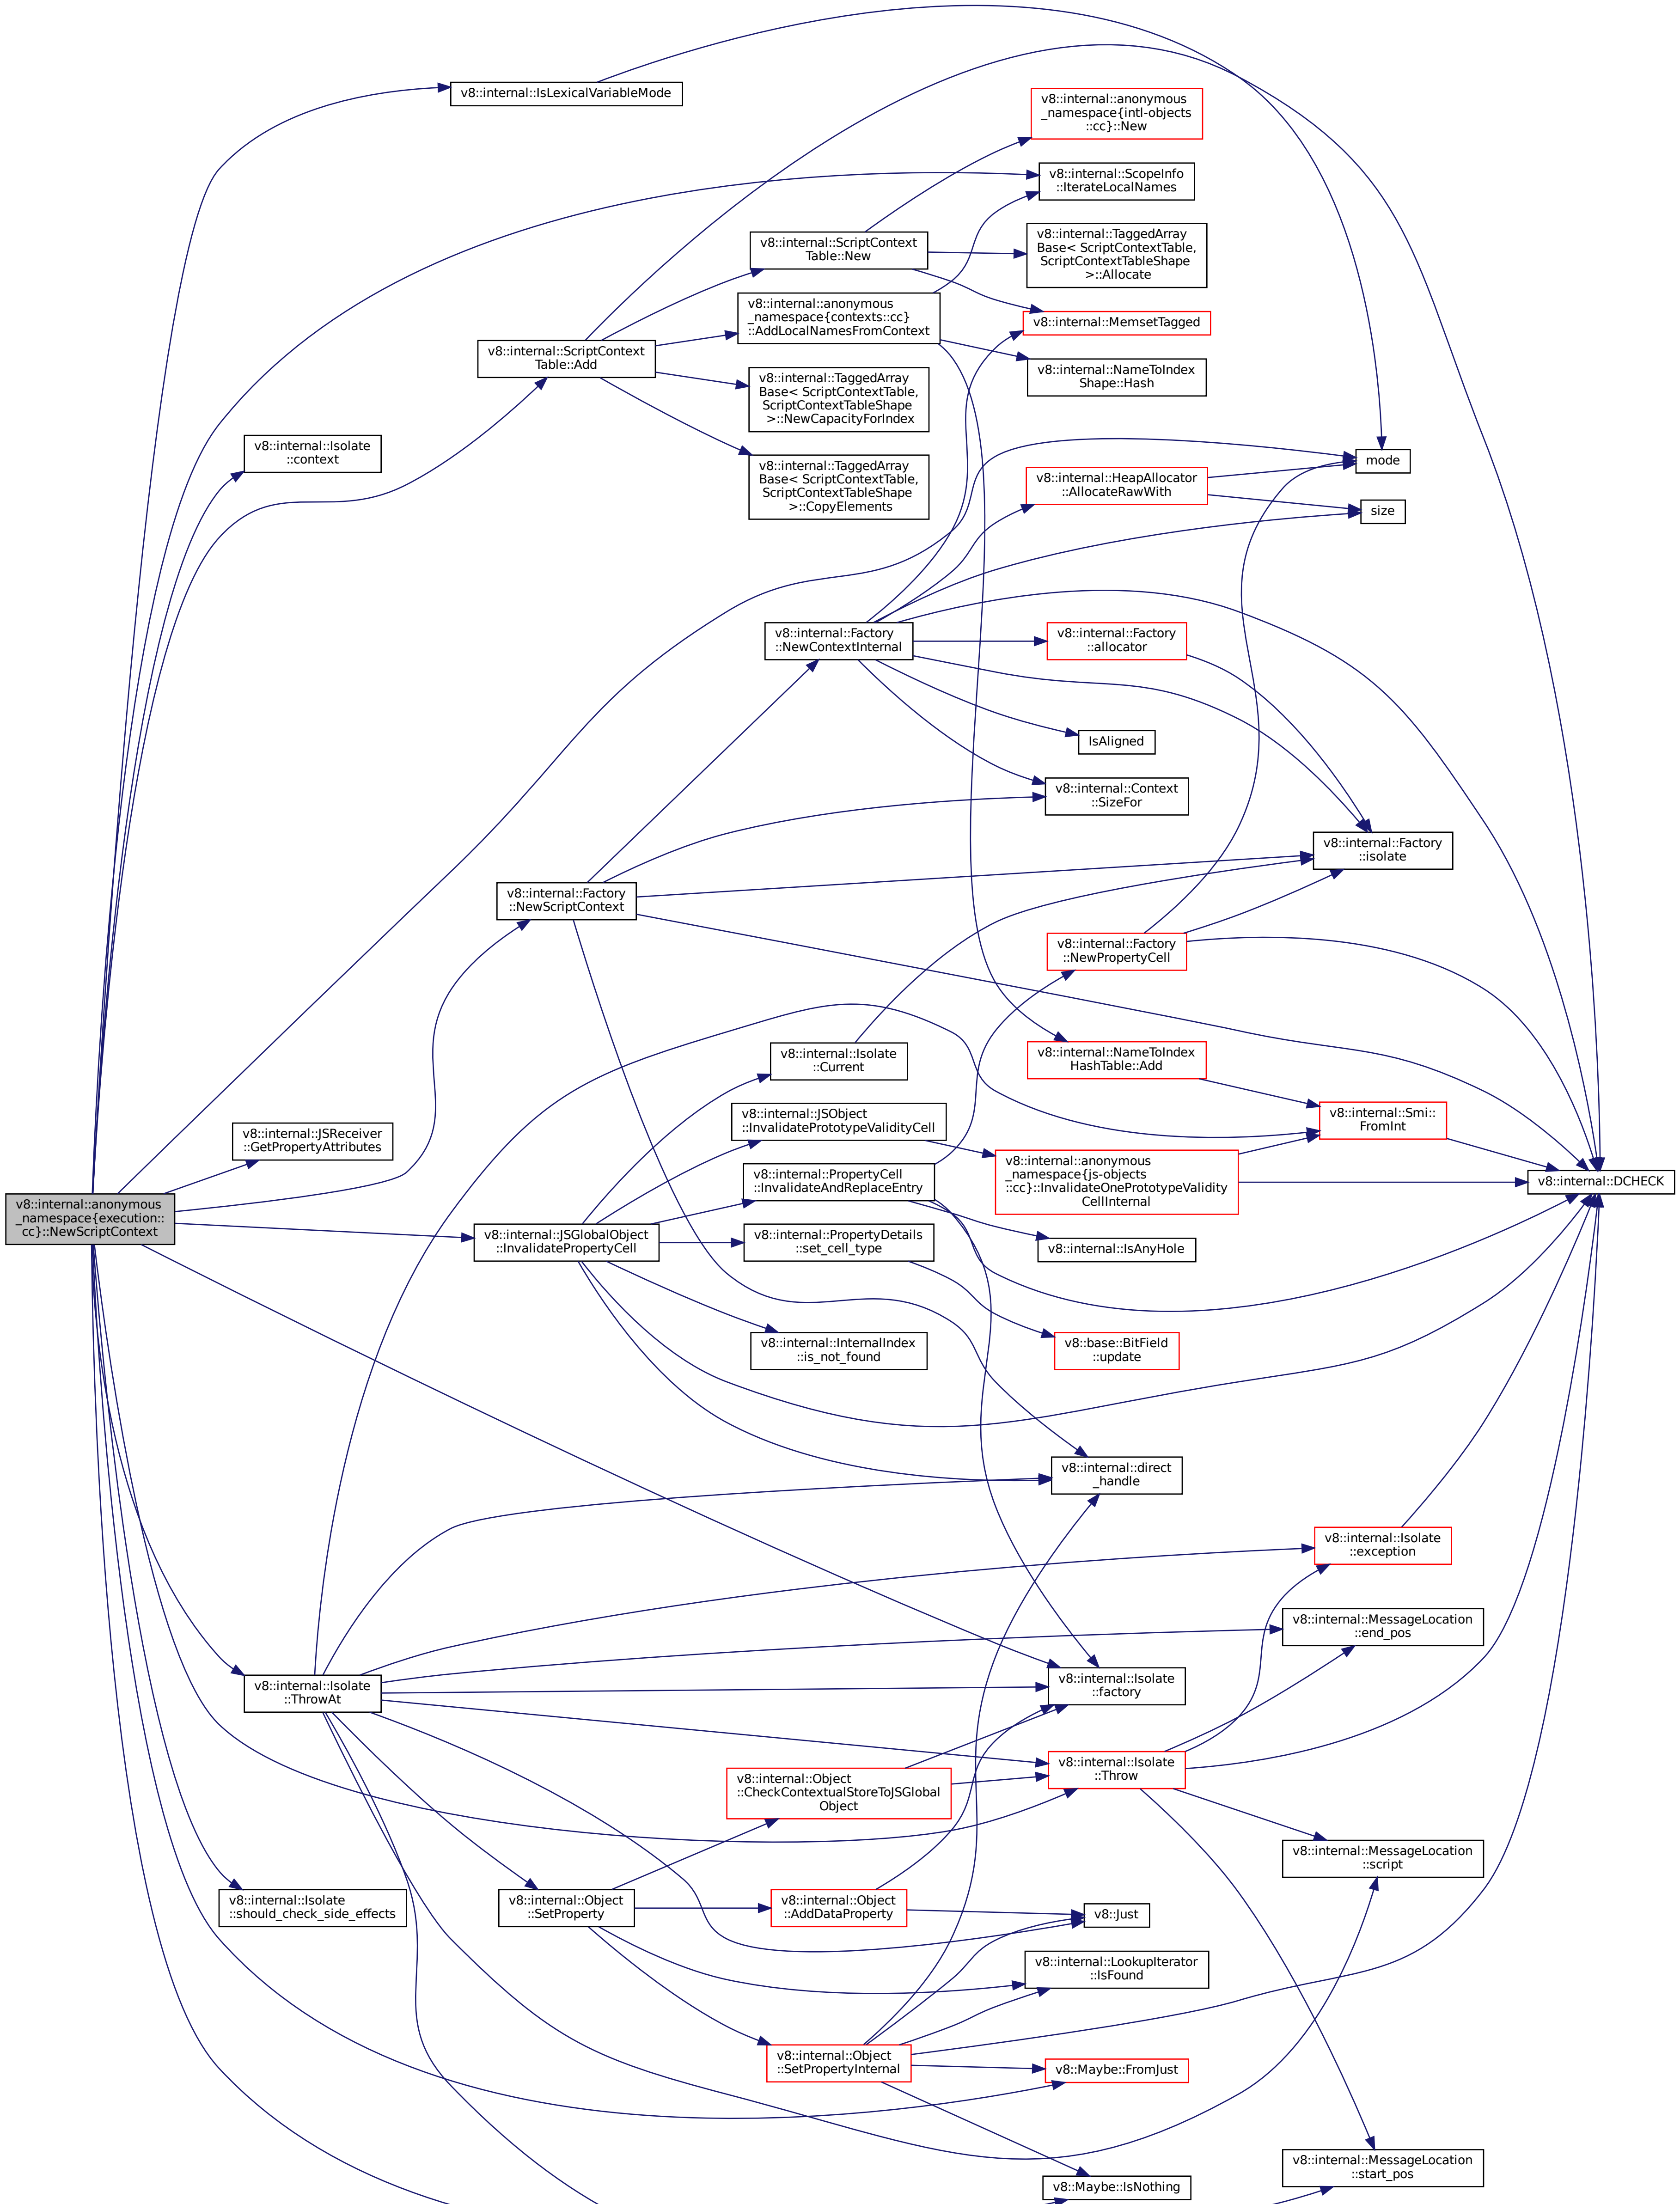 v8::internal::IsLexicalVariableMode
v8::internal::anonymous
_namespace{intl-objects
::cc}::New
v8::internal::ScopeInfo
::IterateLocalNames
v8::internal::ScriptContext
Table::New
v8::internal::TaggedArray
Base< ScriptContextTable,
ScriptContextTableShape
>::Allocate
v8::internal::anonymous
_namespace{contexts::cc}
::AddLocalNamesFromContext
v8::internal::MemsetTagged
v8::internal::ScriptContext
Table::Add
v8::internal::NameToIndex
Shape::Hash
v8::internal::TaggedArray
Base< ScriptContextTable,
ScriptContextTableShape
>::NewCapacityForIndex
v8::internal::Isolate
::context
v8::internal::TaggedArray
Base< ScriptContextTable,
ScriptContextTableShape
>::CopyElements
mode
v8::internal::HeapAllocator
::AllocateRawWith
size
v8::internal::Factory
::NewContextInternal
v8::internal::Factory
::allocator
IsAligned
v8::internal::Context
::SizeFor
v8::internal::Factory
::isolate
v8::internal::Factory
::NewScriptContext
v8::internal::Factory
::NewPropertyCell
v8::internal::Isolate
::Current
v8::internal::NameToIndex
HashTable::Add
v8::internal::JSObject
::InvalidatePrototypeValidityCell
v8::internal::Smi::
FromInt
v8::internal::JSReceiver
::GetPropertyAttributes
v8::internal::anonymous
_namespace{js-objects
::cc}::InvalidateOnePrototypeValidity
CellInternal
v8::internal::PropertyCell
::InvalidateAndReplaceEntry
v8::internal::DCHECK
v8::internal::anonymous
_namespace{execution::
cc}::NewScriptContext
v8::internal::JSGlobalObject
::InvalidatePropertyCell
v8::internal::PropertyDetails
::set_cell_type
v8::internal::IsAnyHole
v8::internal::InternalIndex
::is_not_found
v8::base::BitField
::update
v8::internal::direct
_handle
v8::internal::Isolate
::exception
v8::internal::MessageLocation
::end_pos
v8::internal::Isolate
::ThrowAt
v8::internal::Isolate
::factory
v8::internal::Object
::CheckContextualStoreToJSGlobal
Object
v8::internal::Isolate
::Throw
v8::internal::MessageLocation
::script
v8::internal::Isolate
::should_check_side_effects
v8::internal::Object
::SetProperty
v8::internal::Object
::AddDataProperty
v8::Just
v8::internal::LookupIterator
::IsFound
v8::internal::Object
::SetPropertyInternal
v8::Maybe::FromJust
v8::internal::MessageLocation
::start_pos
v8::Maybe::IsNothing